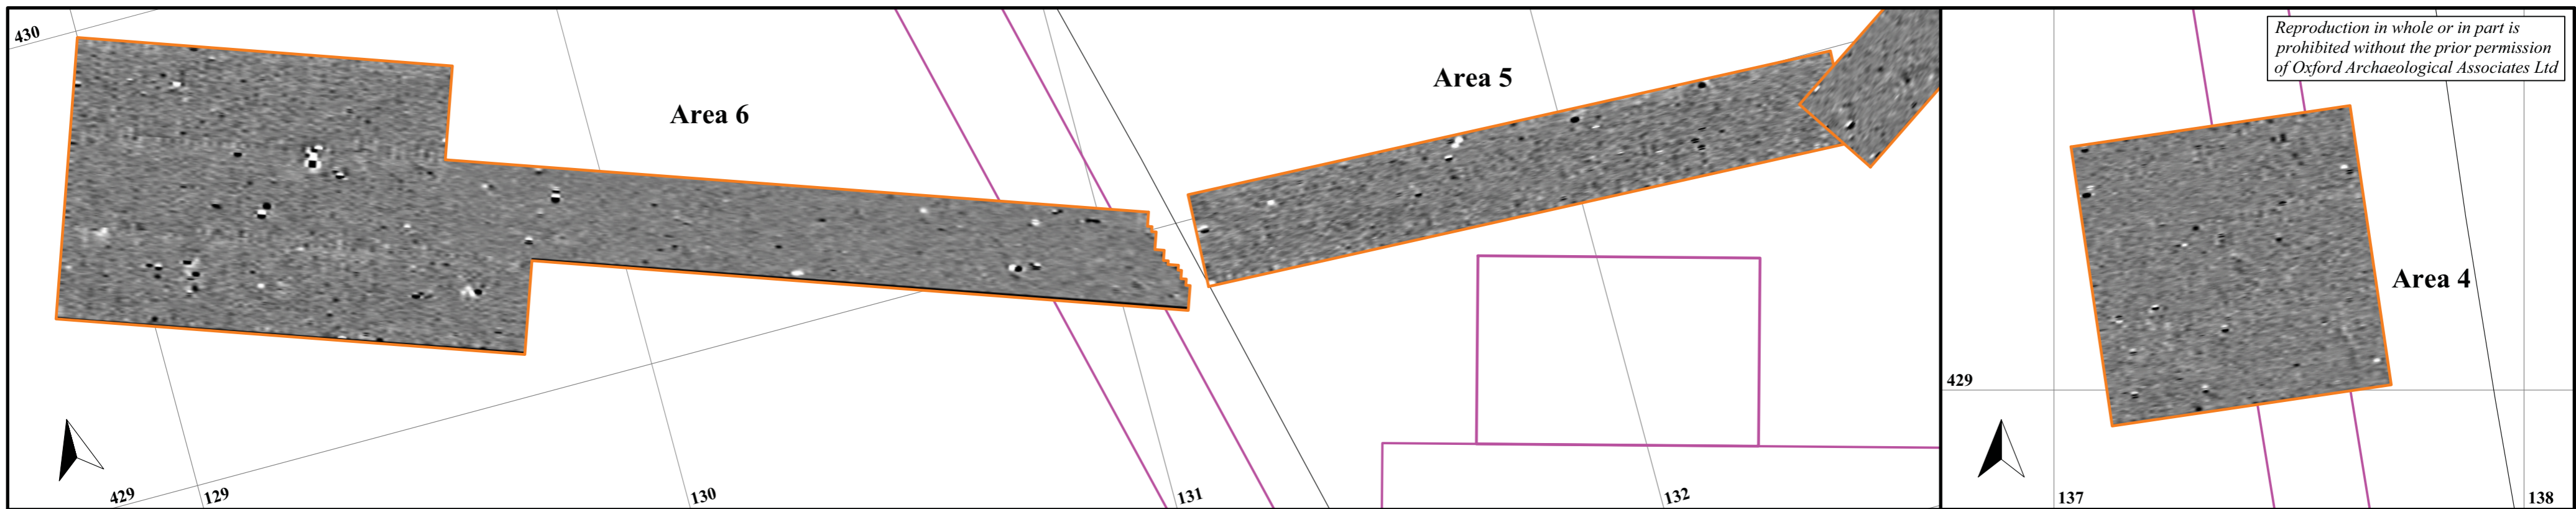 430
Area 6
Area 5
429
129
130
131
132
Reproduction in whole or in part is
prohibited without the prior permission
of Oxford Archaeological Associates Ltd
Area 4
429
137
138